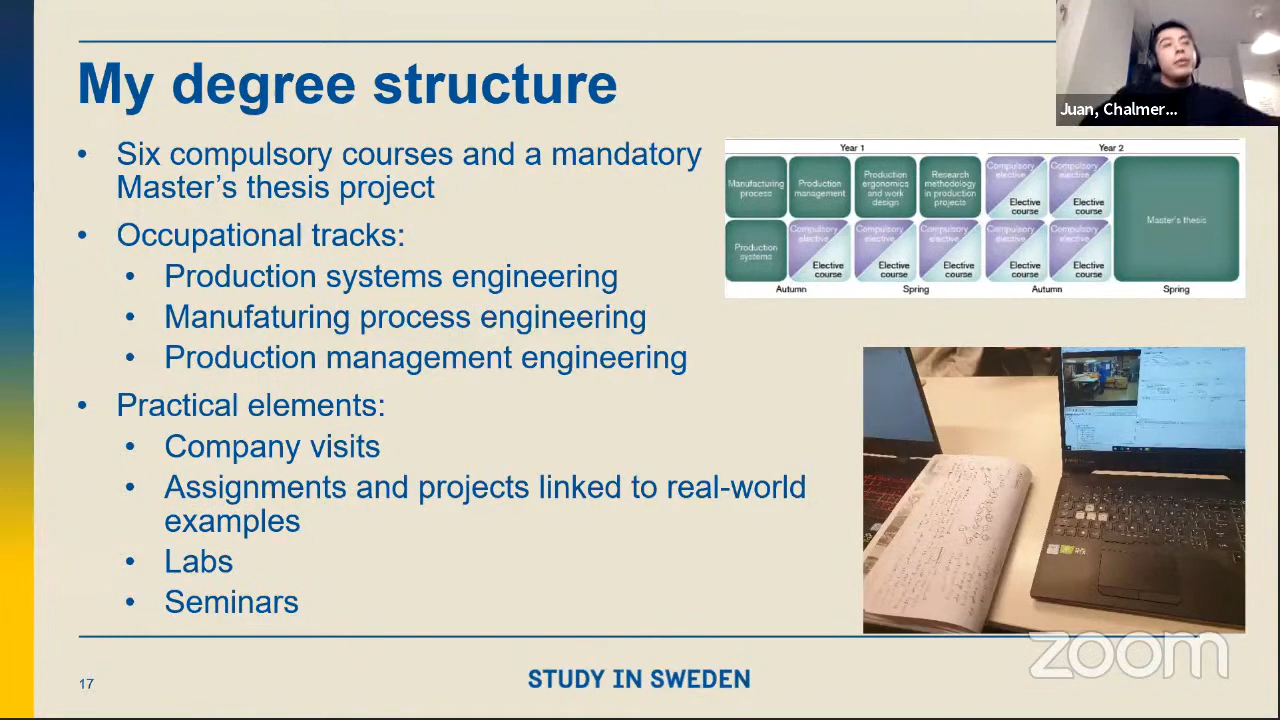 My degree structure
Juan, Chalmer...
• Six compulsory courses and a mandatory
Master's thesis project
• Occupational tracks:
• Production systems engineering
• Manufaturing process engineering
• Production management engineering
• Practical elements:
• Company visits
• Assignments and projects linked to real-world
examples
• Labs
• Seminars
Year 1
Year 2
Manufacturing
process
Production
management
Production
ergonomics
and work
design
Research
methodology
in production
projects
Compulsory
elective
Elective
course
Compulsory
elective
Elective
course
Master's thesis
Production
systems
Compulsory
elective
Elective
course
Compulsory
elective
Elective
course
Compulsory
elective
Elective
course
Compulsory
elective
Elective
course
Compulsory
elective
Elective
course
Autumn
Spring
Autumn
Spring
zoom
17
STUDY IN SWEDEN